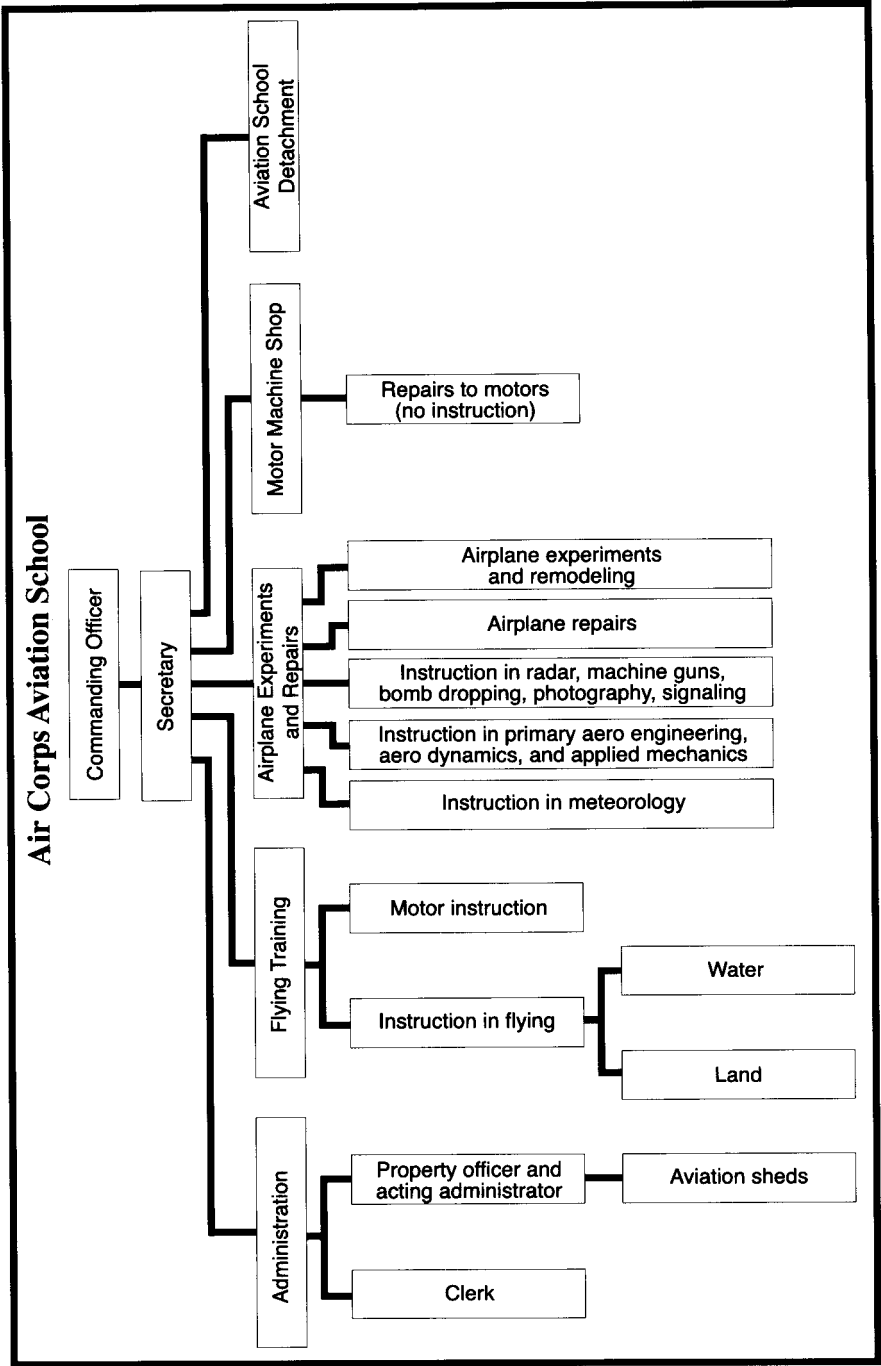 Air Corps Aviation School
Commanding Officer
Secretary
Administration
Flying Training
Airplane Experiments
and Repairs
Motor Machine Shop
Aviation School
Detachment
Clerk
Property officer and
acting administrator
Aviation sheds
Instruction in flying
Motor instruction
Land
Water
Instruction in meteorology
Instruction in primary aero engineering,
aero dynamics, and applied mechanics
Instruction in radar, machine guns,
bomb dropping, photography, signaling
Airplane repairs
Airplane experiments
and remodeling
Repairs to motors
(no instruction)